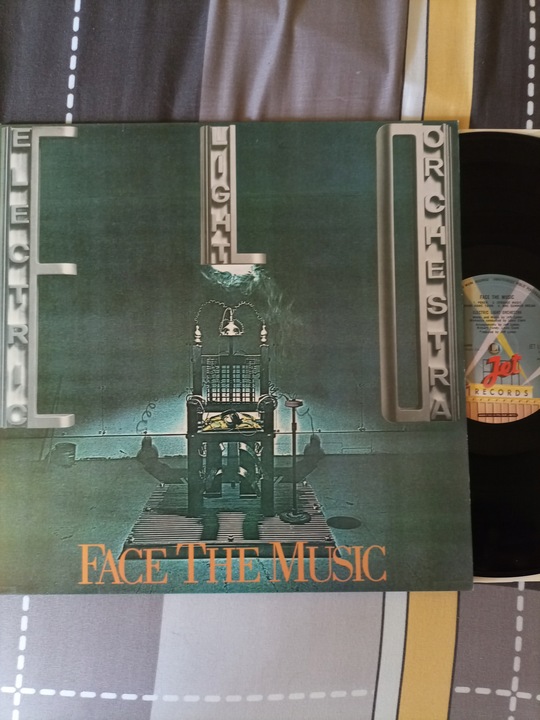 ELECTRIC
LIGHT
ORCHESTRA
FACE THE MUSIC
FACE THE MUSIC
ELECTRIC LIGHT ORCHESTRA
Jet
RECORDS